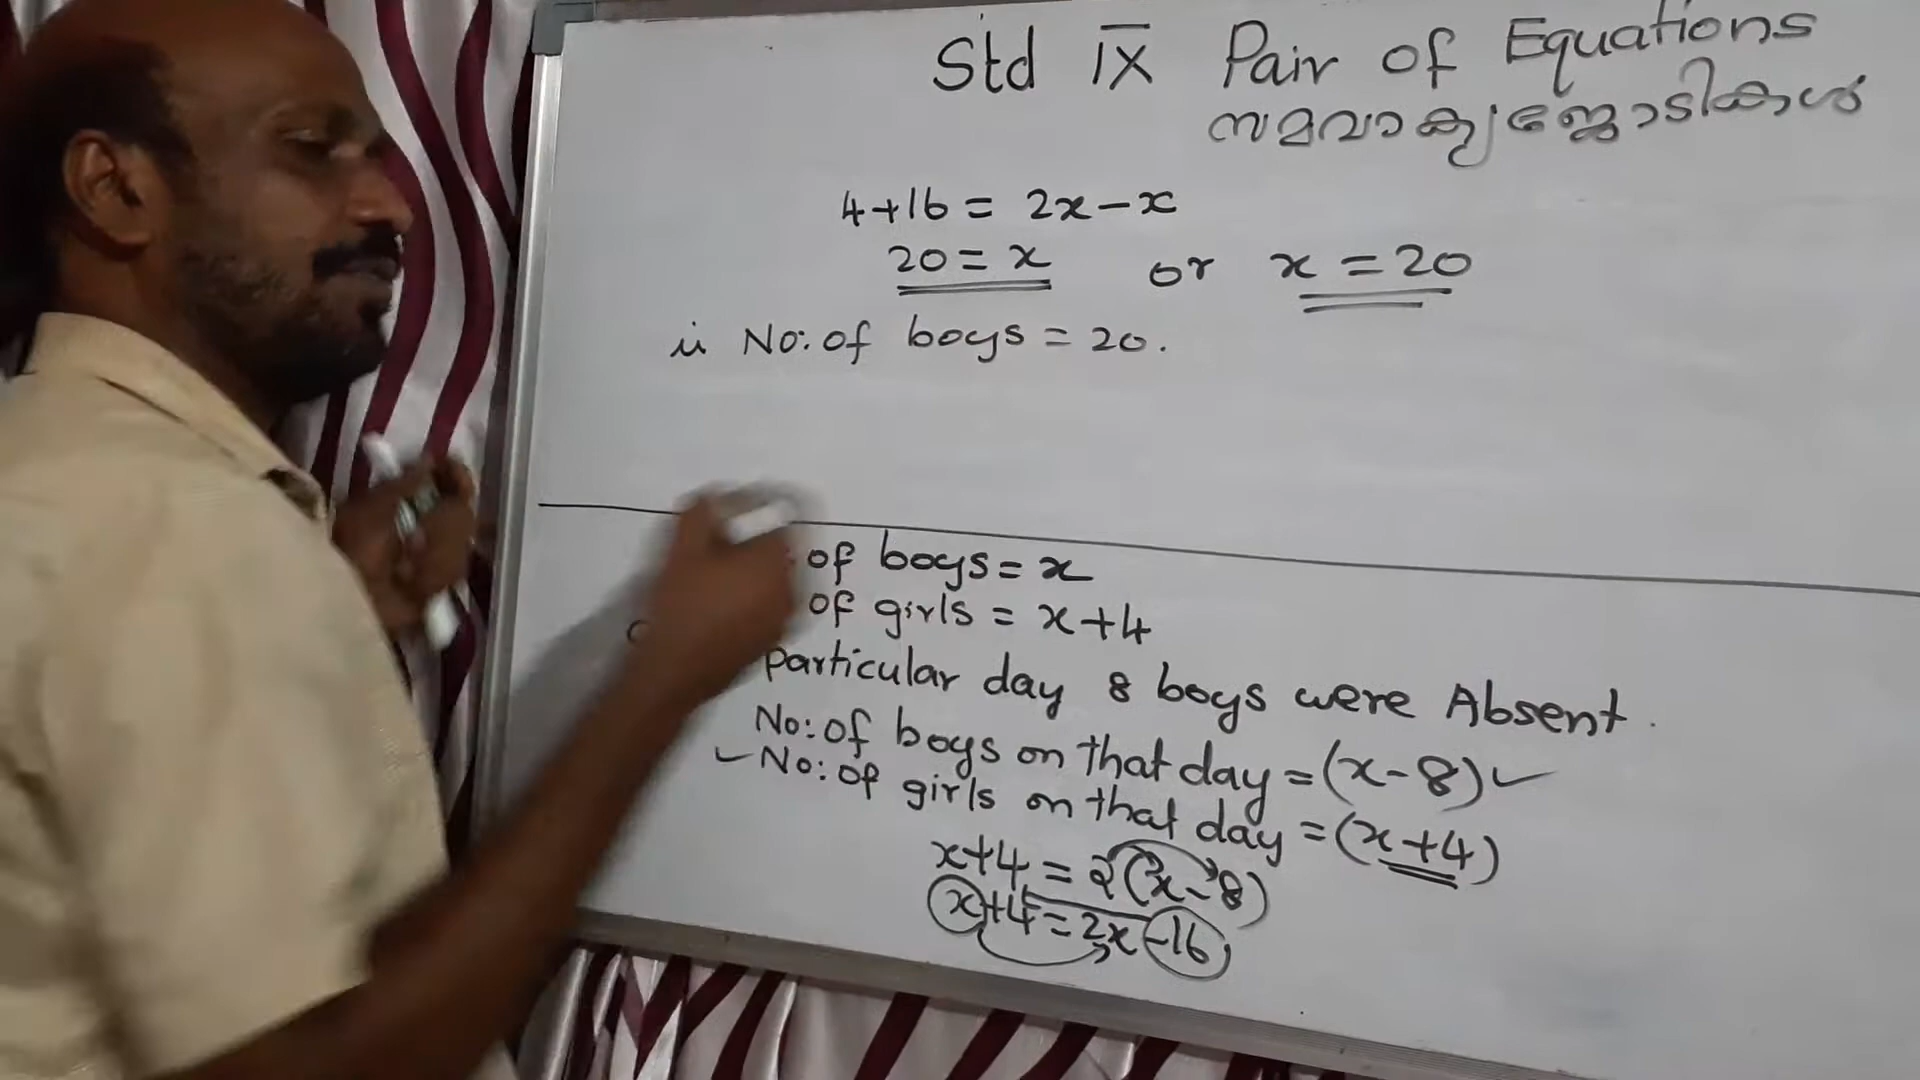 Std IX Pair of Equations
സമവാക്യജോടികൾ
4+16 = 2x-x
20 = x or x = 20
ie No: of boys = 20.
of boys = x
of girls = x+4
particular day 8 boys were Absent.
No: of boys on that day = (x-8) ✓
✓ No: of girls on that day = (x+4)
x+4 = 2(x-8)
x+4 = 2x-16